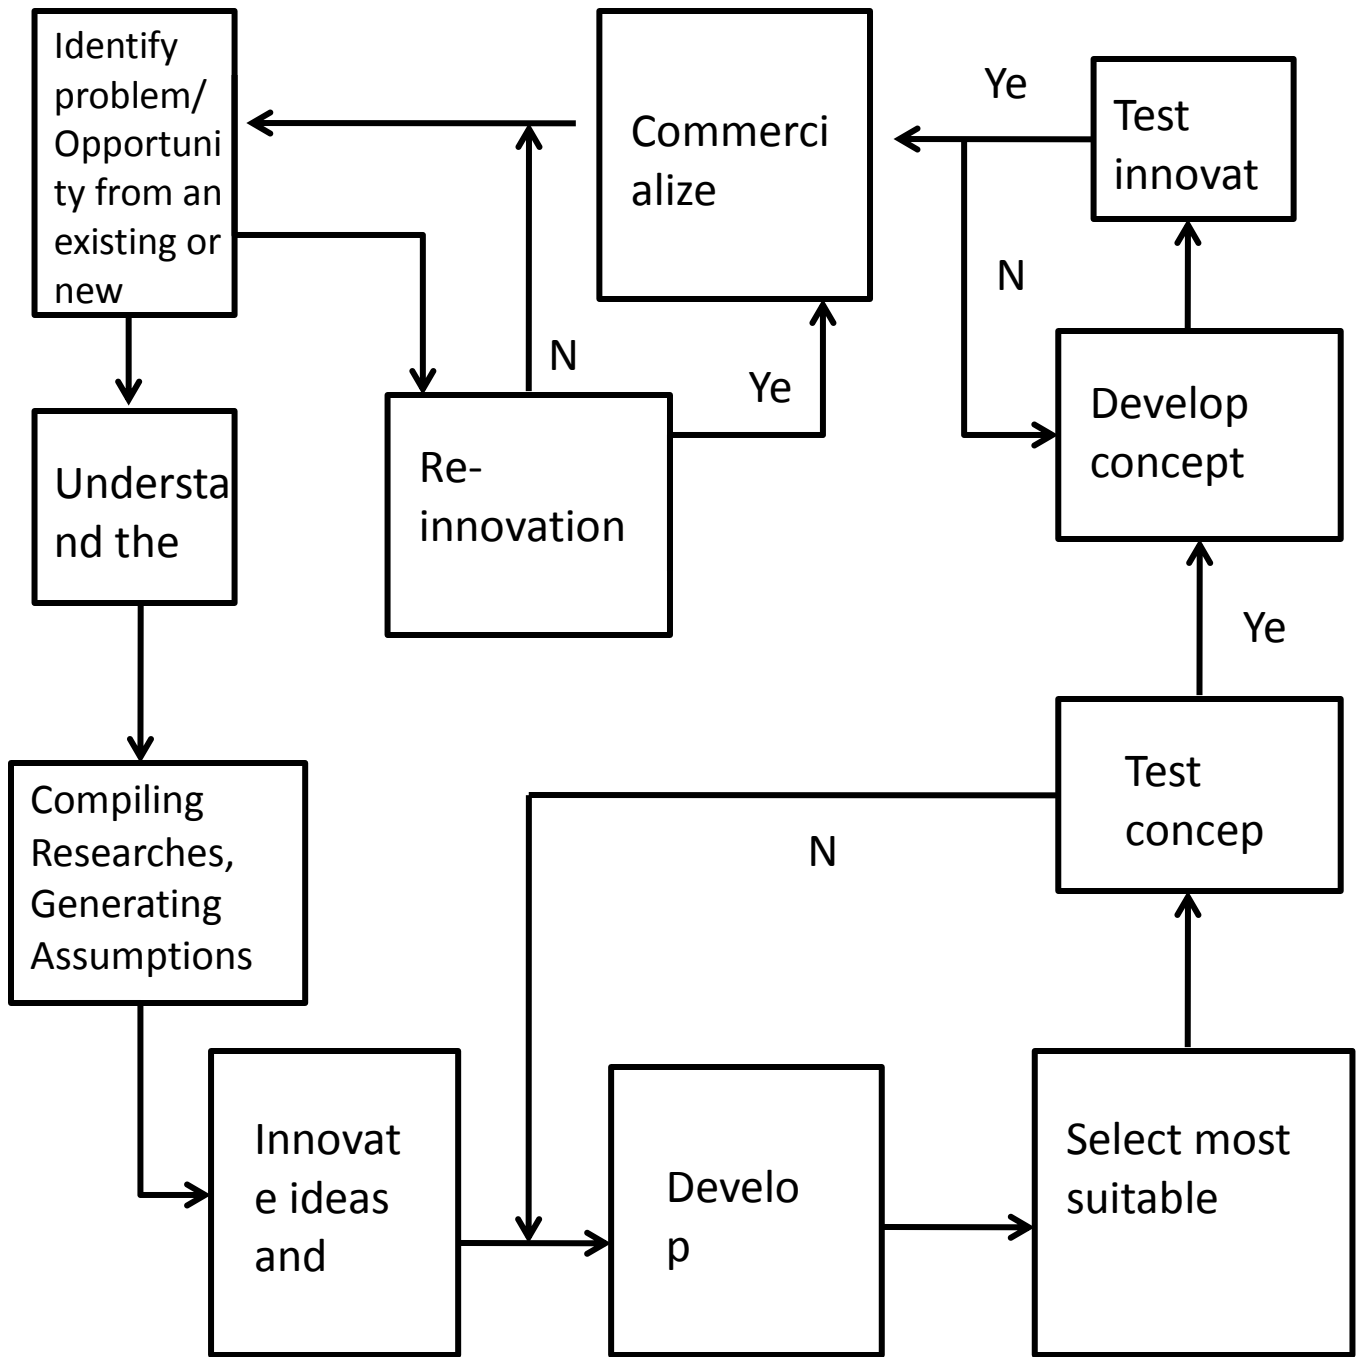 Identify
problem/
Opportuni
ty from an
existing or
new
Commerci
alize
Ye
Test
innovat
N
N
Ye
Develop
concept
Understa
nd the
Re-
innovation
Ye
Compiling
Researches,
Generating
Assumptions
Test
concep
N
Innovat
e ideas
and
Develo
p
Select most
suitable